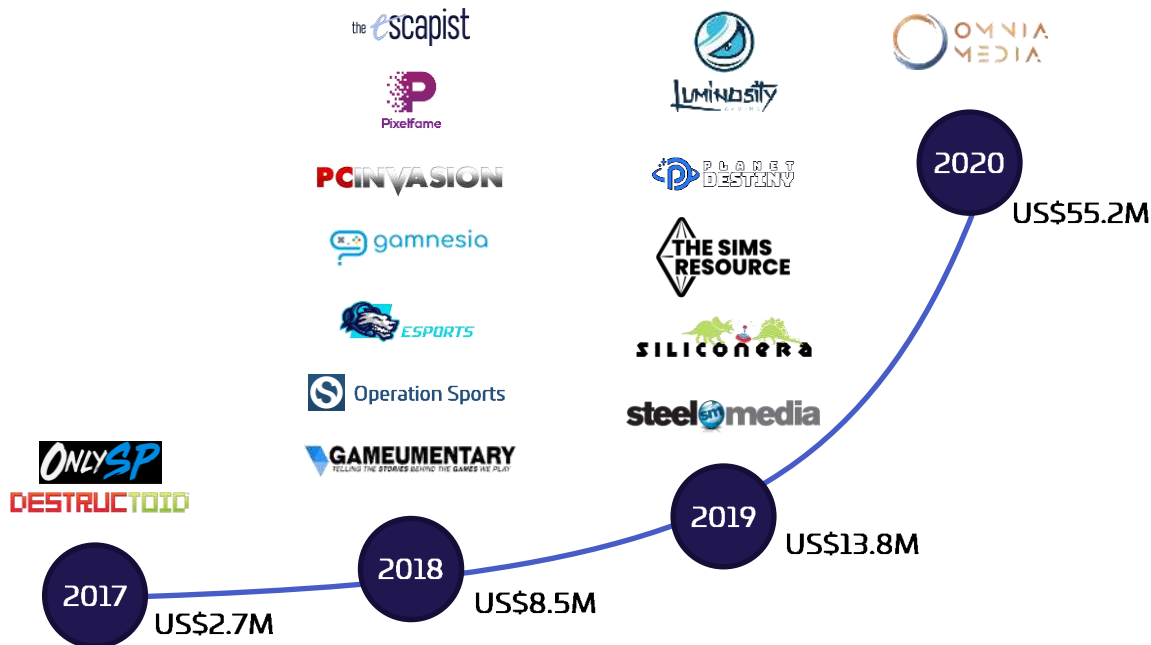 the escapist
Pixelfame
PCINVASION
gamnesia
ESPORTS
Operation Sports
GAMEUMENTARY
TELLING THE STORIES BEHIND THE GAMES WE PLAY
LUMINOSITY
GAMING
PLANET
DESTINY
THE SIMS
RESOURCE
SILICONERA
steel sm media
OMNIA
MEDIA
ONLYSP
DESTRUCTOID
2017
US$2.7M
2018
US$8.5M
2019
US$13.8M
2020
US$55.2M